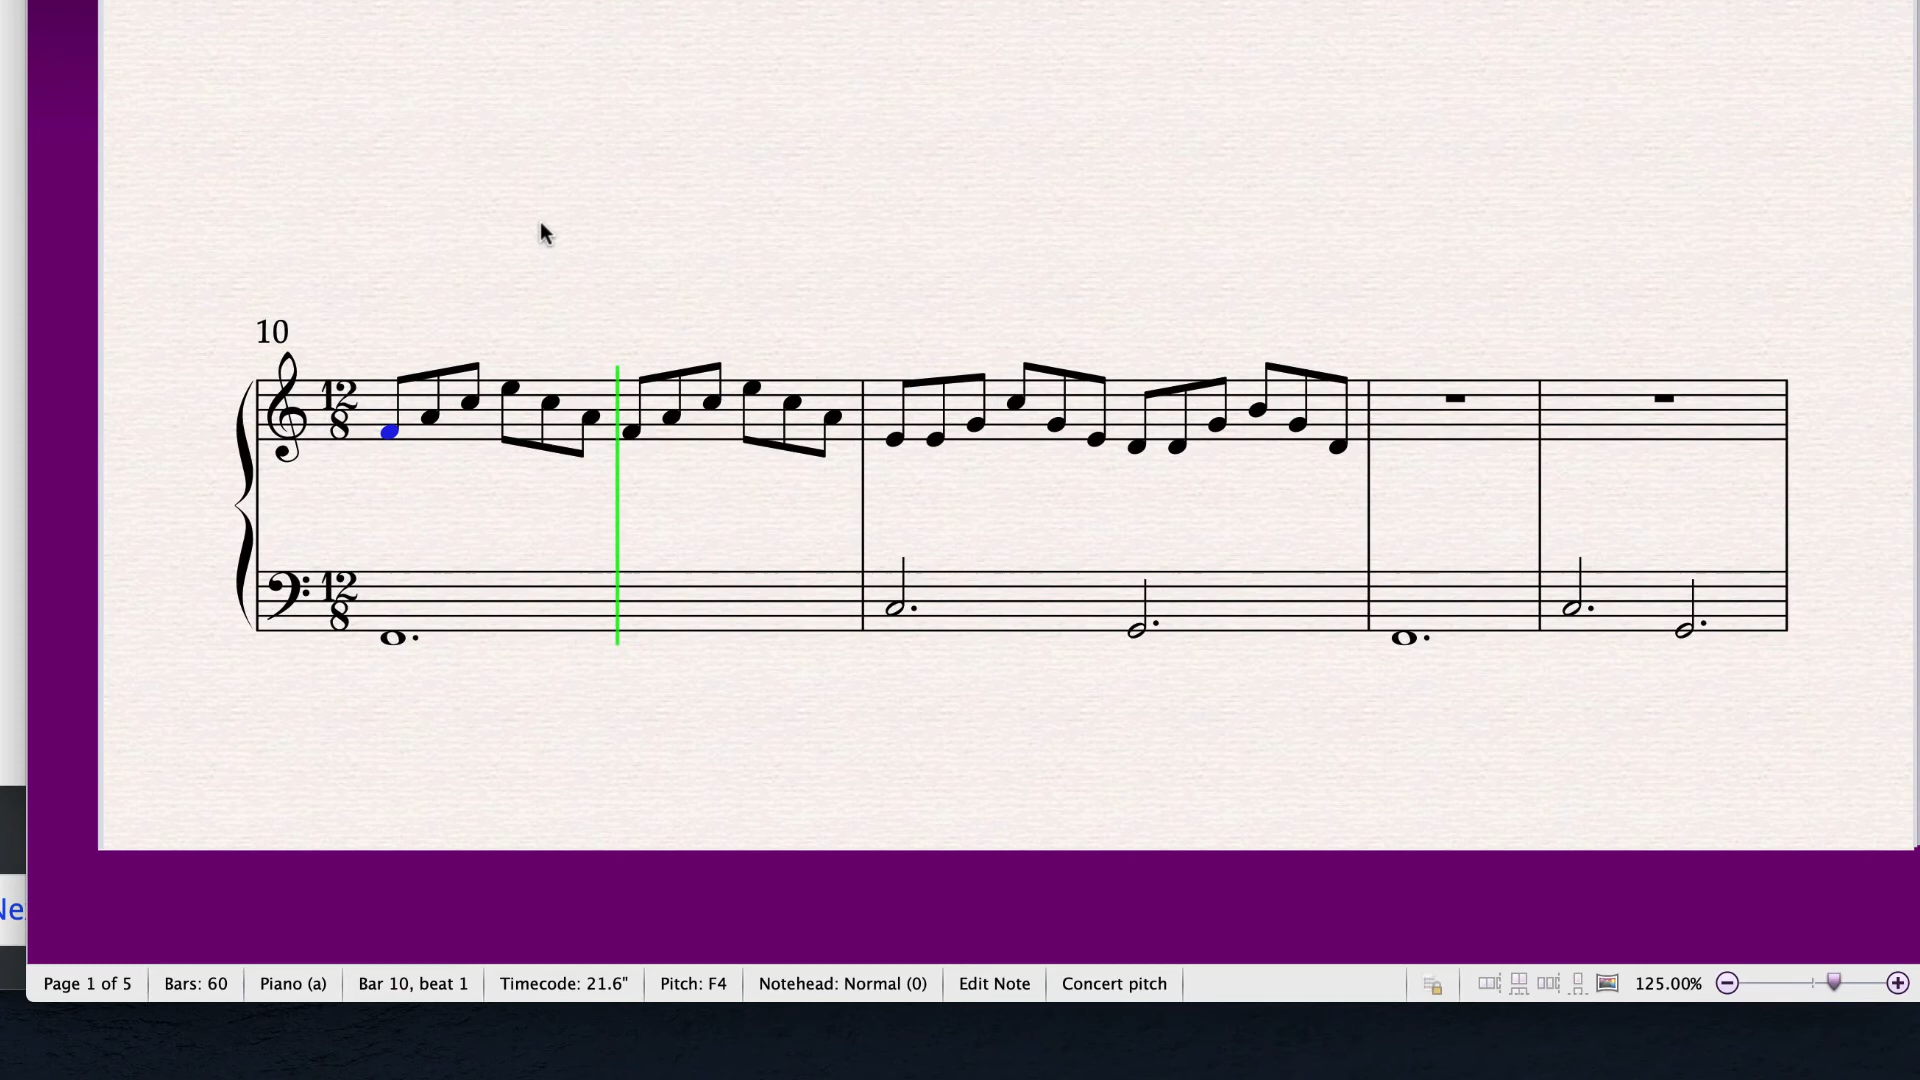 10
12
8
12
8
Ne
Page 1 of 5 Bars: 60 Piano (a) Bar 10, beat 1 Timecode: 21.6" Pitch: F4 Notehead: Normal (0) Edit Note Concert pitch 125.00%